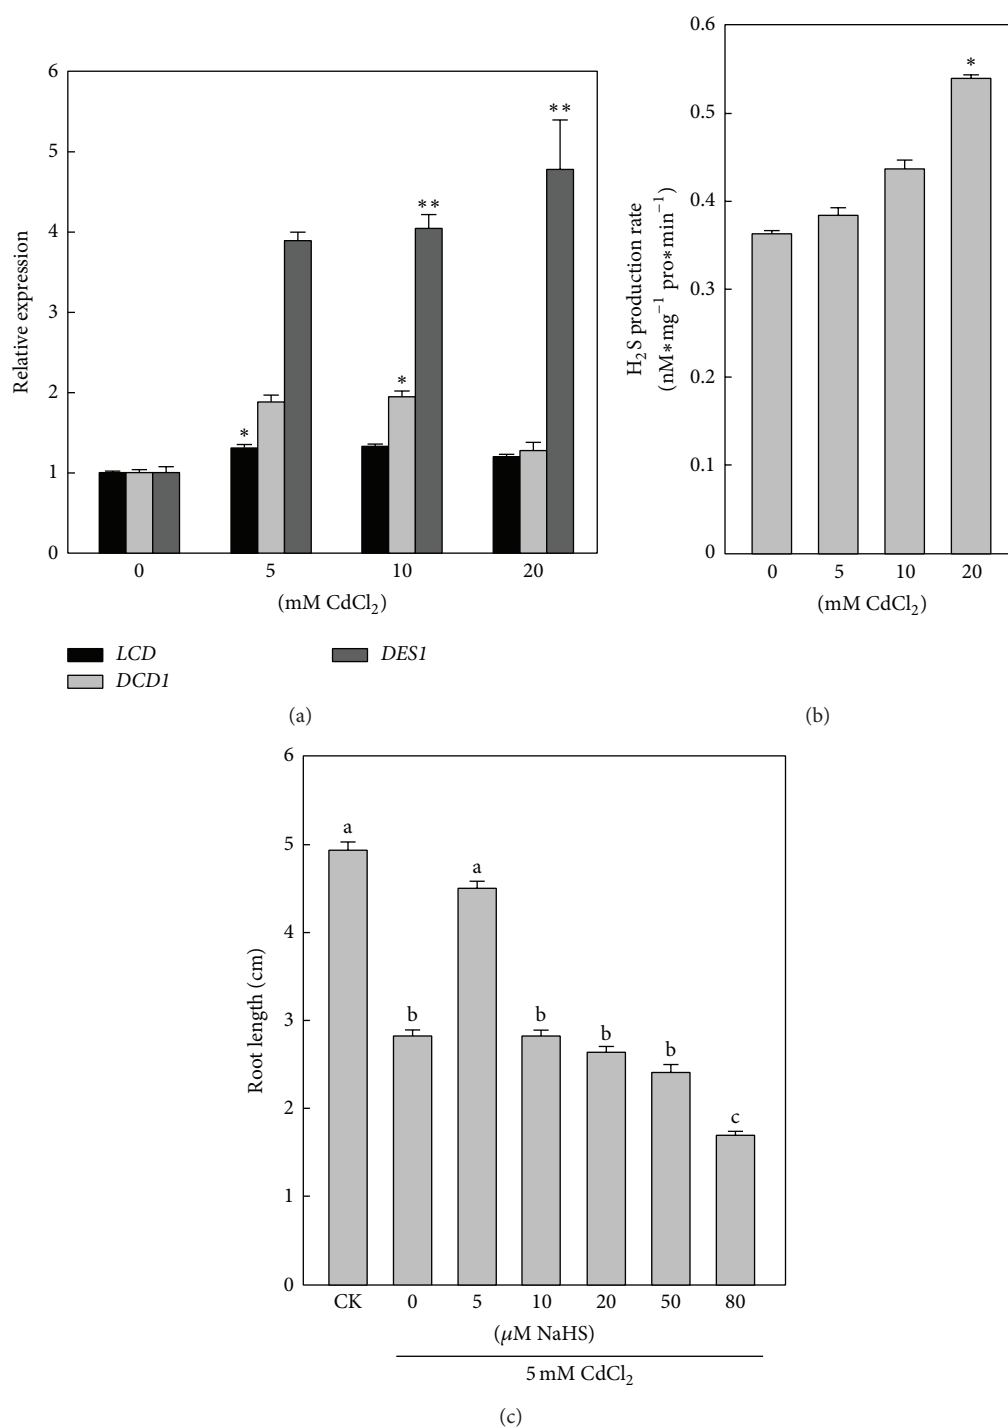 6
5
4
3
2
1
0
Relative expression
*
*
**
**
0 5 10 20
(mM CdCl₂)
LCD
DCD1
DES1
(a)
0.6
0.5
0.4
0.3
0.2
0.1
0
H₂S production rate
(nM∗mg⁻¹ pro∗min⁻¹)
*
0 5 10 20
(mM CdCl₂)
(b)
6
5
4
3
2
1
0
Root length (cm)
a
b
a
b
b
b
c
CK 0 5 10 20 50 80
(μM NaHS)
5 mM CdCl₂
(c)